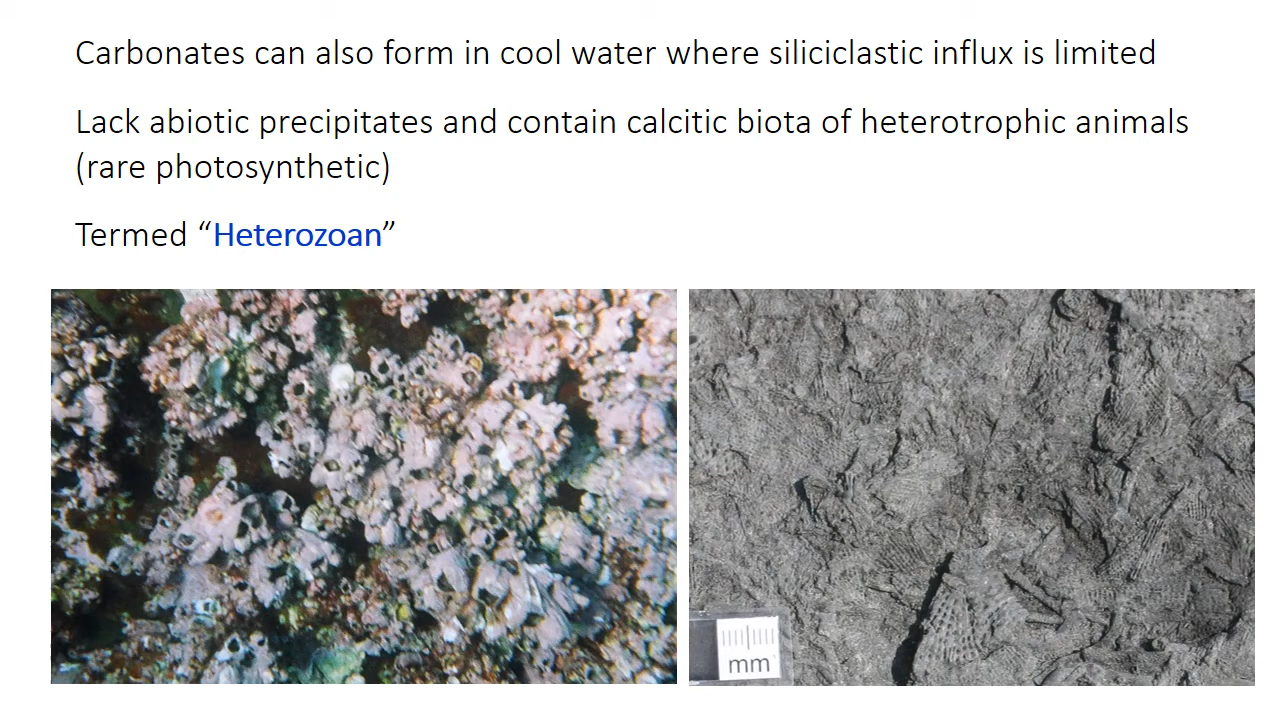 Carbonates can also form in cool water where siliciclastic influx is limited
Lack abiotic precipitates and contain calcitic biota of heterotrophic animals
(rare photosynthetic)
Termed “Heterozoan”
mm